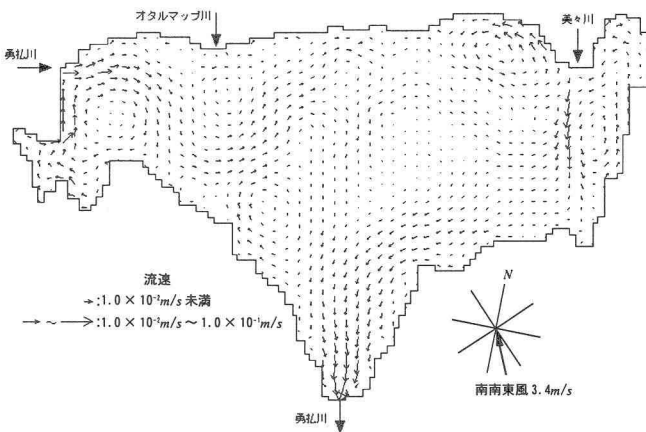 オタルマップ川
美々川
勇払川
流速
→:1.0×10⁻²m/s 未満
→ ~ →:1.0×10⁻²m/s～1.0×10⁻¹m/s
N
南南東風 3.4m/s
勇払川